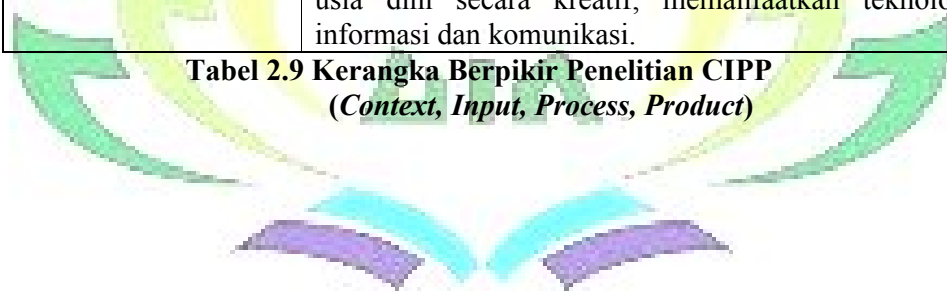 usia dini secara kreatif, memanfaatkan teknolo
informasi dan komunikasi.
Tabel 2.9 Kerangka Berpikir Penelitian CIPP
(Context, Input, Process, Product)